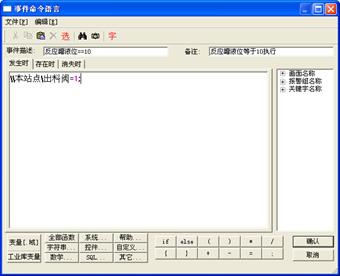 事件命令语言
文件[F] 编辑[E]
选 字
事件描述: 反应罐液位==10 备注: 反应罐液位等于10执行
发生时 存在时 消失时
\\本站点\出料阀=1;
画面名称
报警组名称
关键字名称
变量[.域] 全部函数 系统... 帮助... if else ( ) * / 确认
字符串... 控件... 自定义...
工业库变量 数学... SQL... 其它... [ ] + - = ; 取消